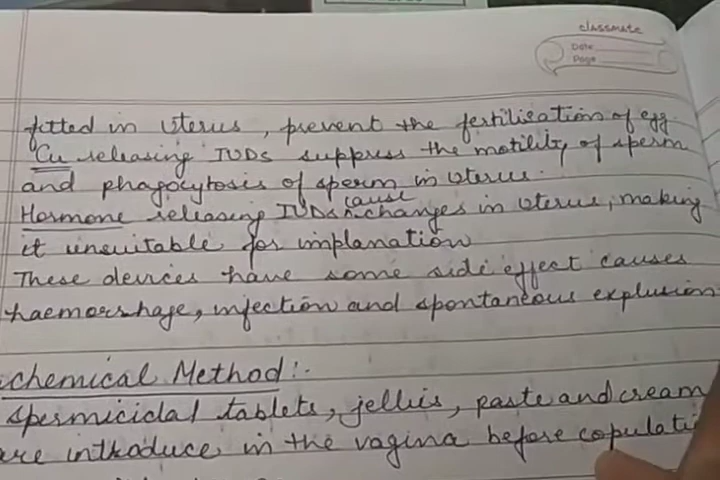 classmate
Date
Page
fitted in uterus, prevent the fertilisation of egg.
Cu releasing IUDs suppress the motility of sperm
and phagocytosis of sperm in uterus.
Hormone releasing IUDs cause changes in uterus, making
it unsuitable for implanation
These devices have some side effect causes
haemorrhage, infection and spontaneous explusion
chemical Method:-
Spermicidal tablets, jellies, paste and cream
are introduce in the vagina before copulati